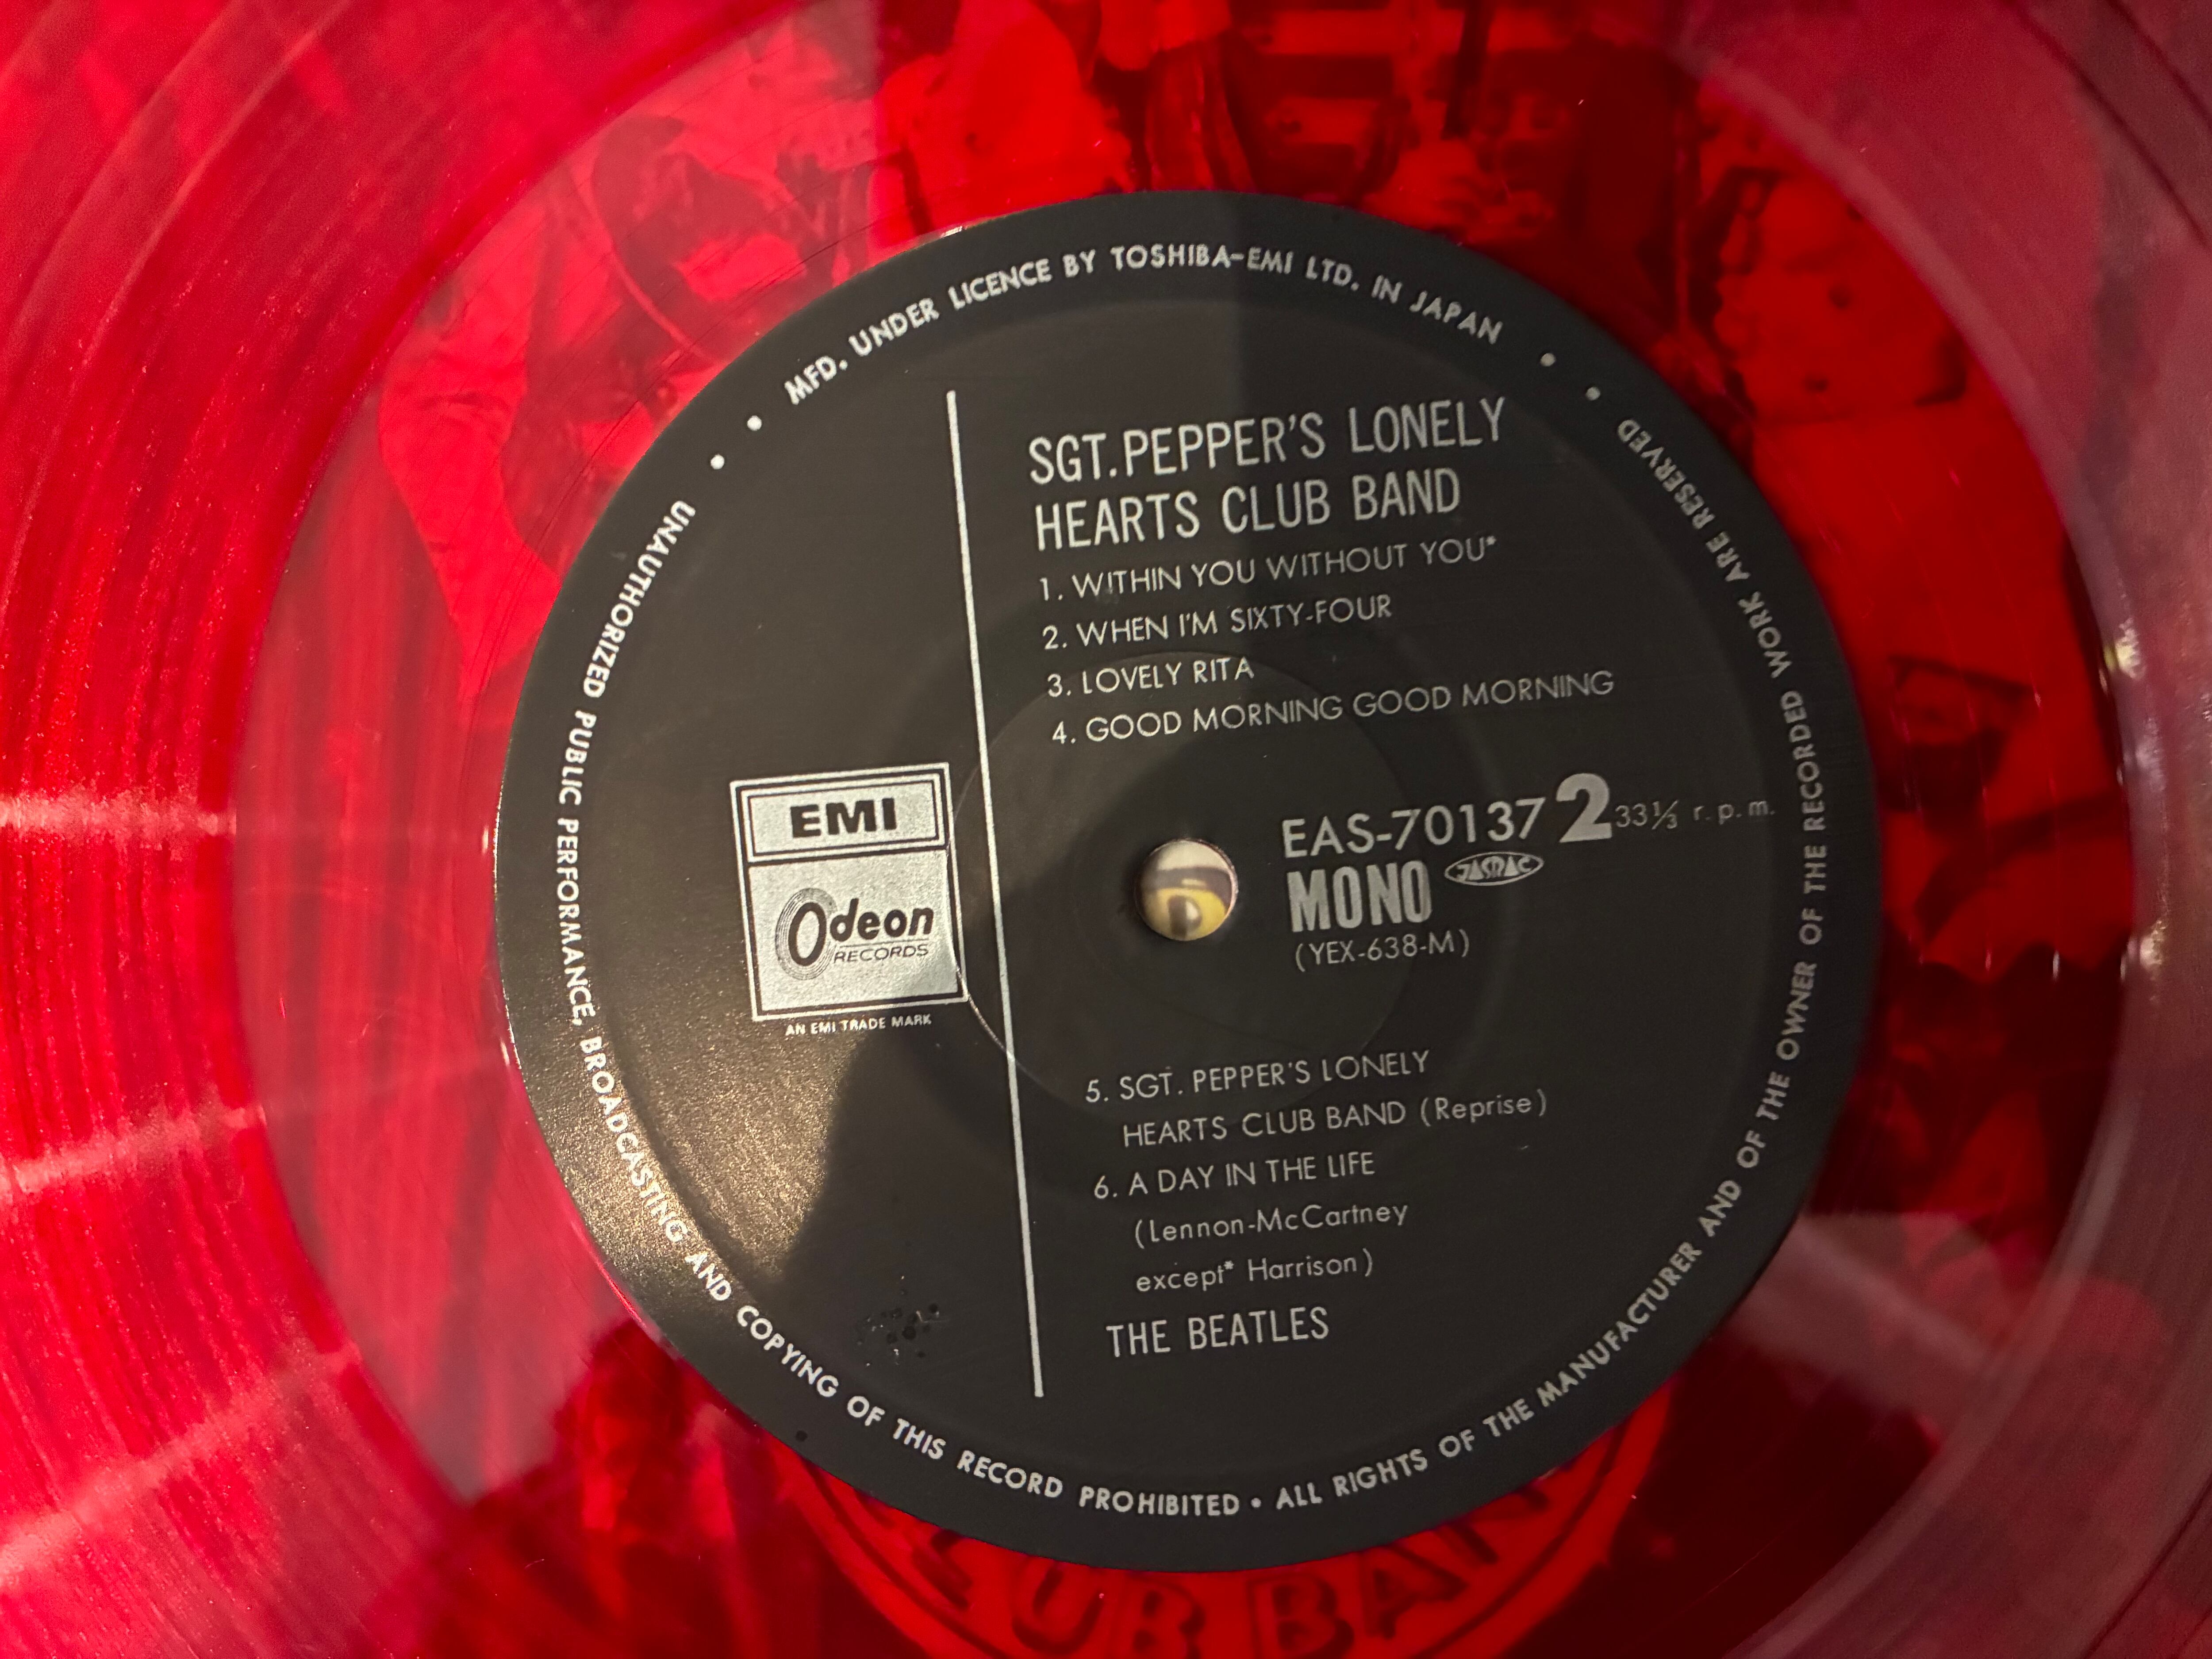 MFD. UNDER LICENCE BY TOSHIBA-EMI LTD. IN JAPAN
SGT.PEPPER'S LONELY
HEARTS CLUB BAND
1. WITHIN YOU WITHOUT YOU*
2. WHEN I'M SIXTY-FOUR
3. LOVELY RITA
4. GOOD MORNING GOOD MORNING
EMI
Odeon
RECORDS
AN EMI TRADE MARK
EAS-70137 2 33⅓ r.p.m.
MONO JASRAC
(YEX-638-M)
5. SGT. PEPPER'S LONELY
HEARTS CLUB BAND (Reprise)
6. A DAY IN THE LIFE
(Lennon-McCartney
except* Harrison)
THE BEATLES
UNAUTHORIZED PUBLIC PERFORMANCE, BROADCASTING AND COPYING OF THIS RECORD PROHIBITED • ALL RIGHTS OF THE MANUFACTURER AND OF THE OWNER OF THE RECORDED WORK ARE RESERVED